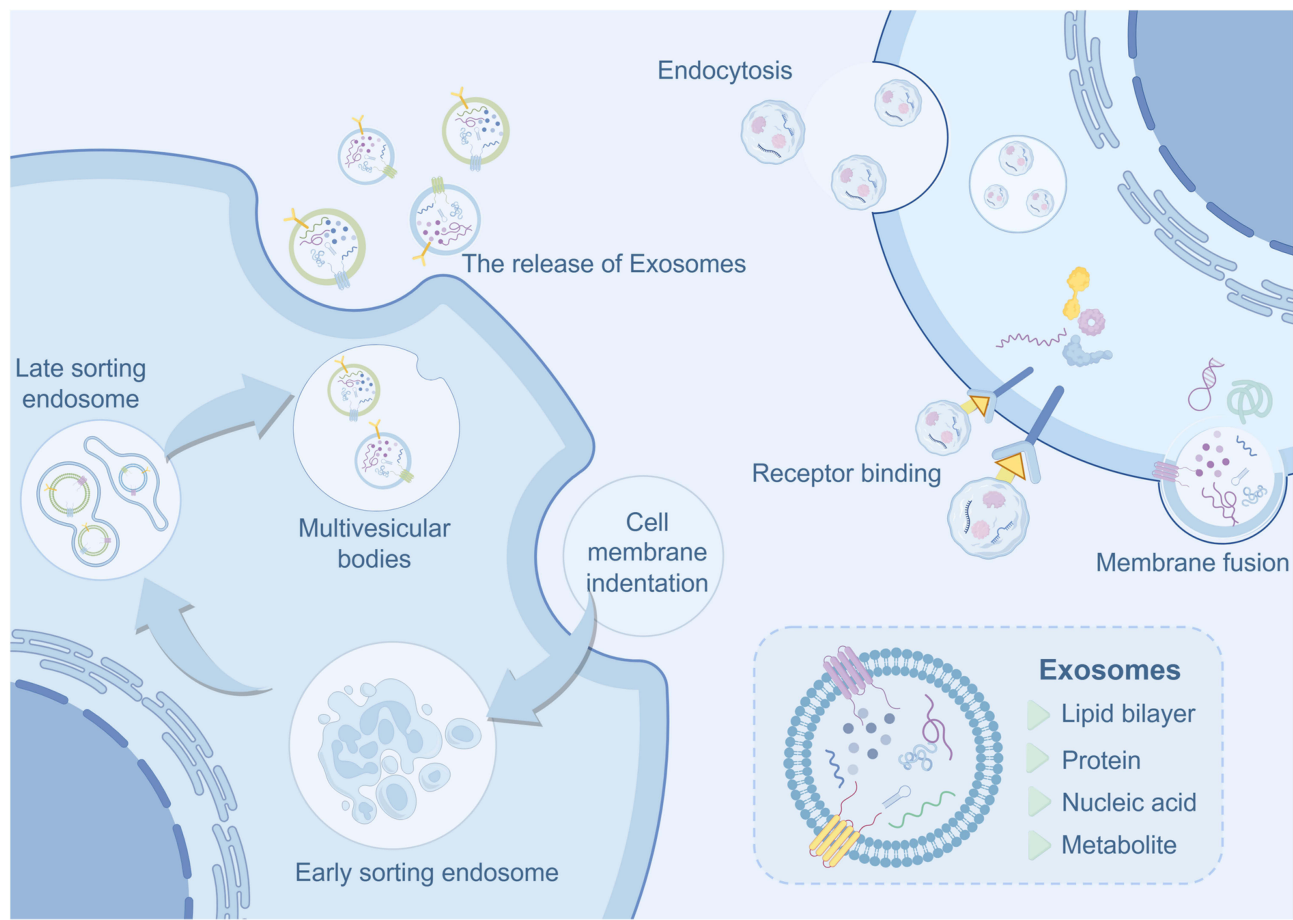 Endocytosis
The release of Exosomes
Late sorting
endosome
Multivesicular
bodies
Cell
membrane
indentation
Early sorting endosome
Receptor binding
Membrane fusion
Exosomes
Lipid bilayer
Protein
Nucleic acid
Metabolite